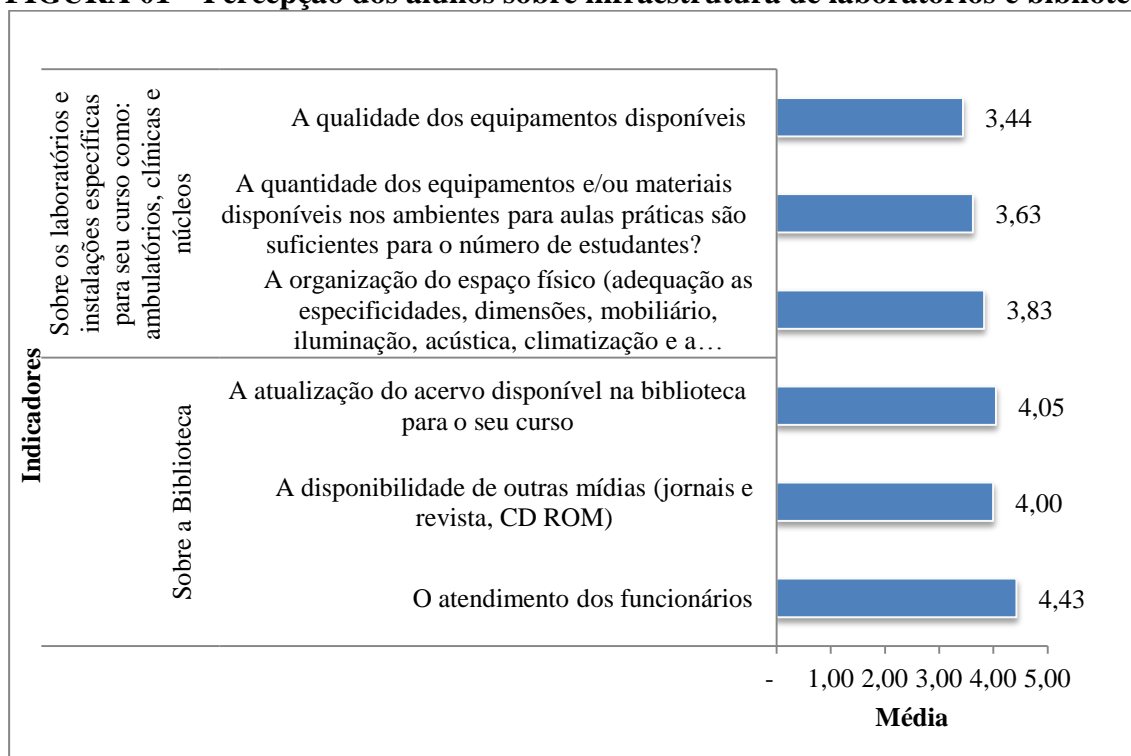 FIGURA 01 – Percepção dos alunos sobre infraestrutura de laboratórios e
Indicadores
Sobre os laboratórios e
instalações específicas
para seu curso como:
ambulatórios, clínicas e
núcleos
A qualidade dos equipamentos disponíveis
3,44
A quantidade dos equipamentos e/ou materiais
disponíveis nos ambientes para aulas práticas são
suficientes para o número de estudantes?
3,63
A organização do espaço físico (adequação as
especificidades, dimensões, mobiliário,
iluminação, acústica, climatização e a…
3,83
Sobre a Biblioteca
A atualização do acervo disponível na biblioteca
para o seu curso
4,05
A disponibilidade de outras mídias (jornais e
revista, CD ROM)
4,00
O atendimento dos funcionários
4,43
- 1,00 2,00 3,00 4,00 5,00
Média